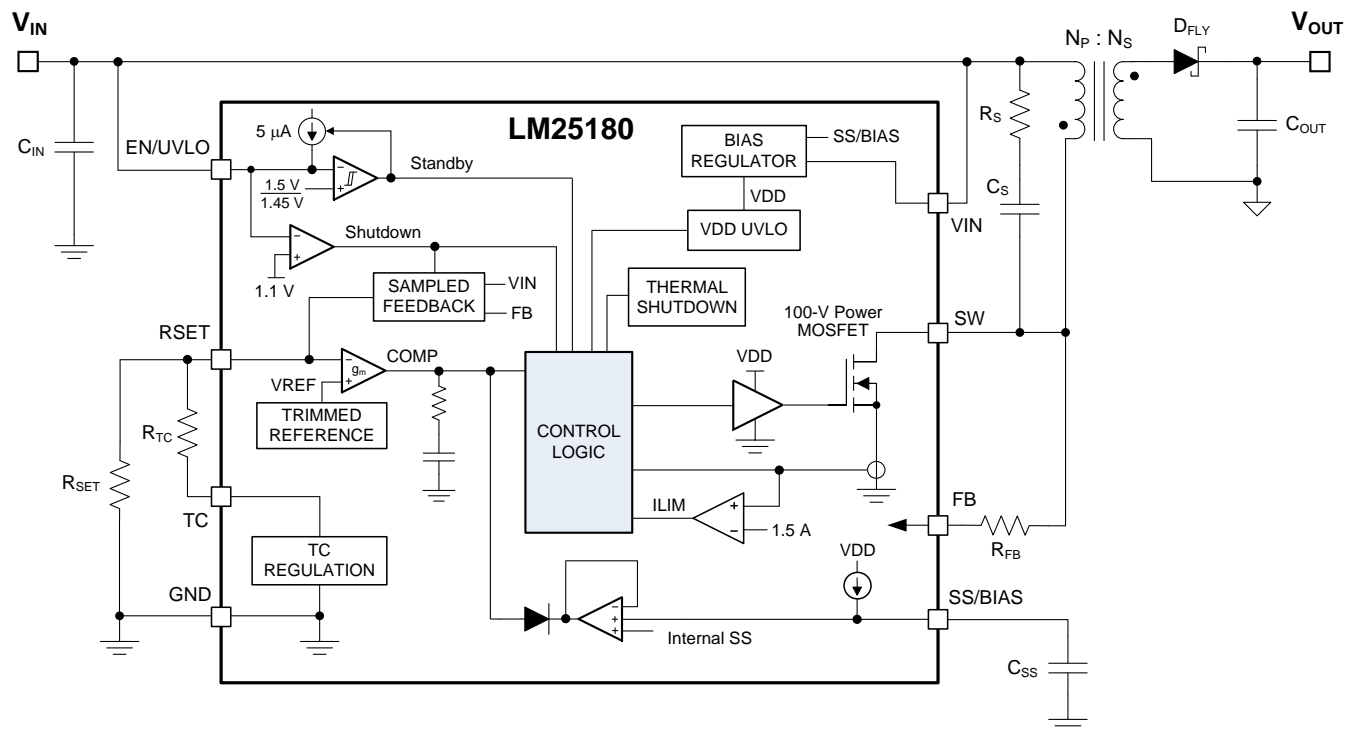 VIN
NP : NS
DFLY
VOUT
LM25180
5 μA
BIAS
REGULATOR
SS/BIAS
RS
COUT
CIN
EN/UVLO
Standby
1.5 V
1.45 V
VDD
CS
VIN
Shutdown
VDD UVLO
1.1 V
SAMPLED
FEEDBACK
VIN
FB
THERMAL
SHUTDOWN
100-V Power
MOSFET
SW
RSET
COMP
gm
VREF
VDD
TRIMMED
REFERENCE
RTC
CONTROL
LOGIC
RSET
TC
ILIM
1.5 A
FB
RFB
TC
REGULATION
VDD
GND
SS/BIAS
Internal SS
CSS